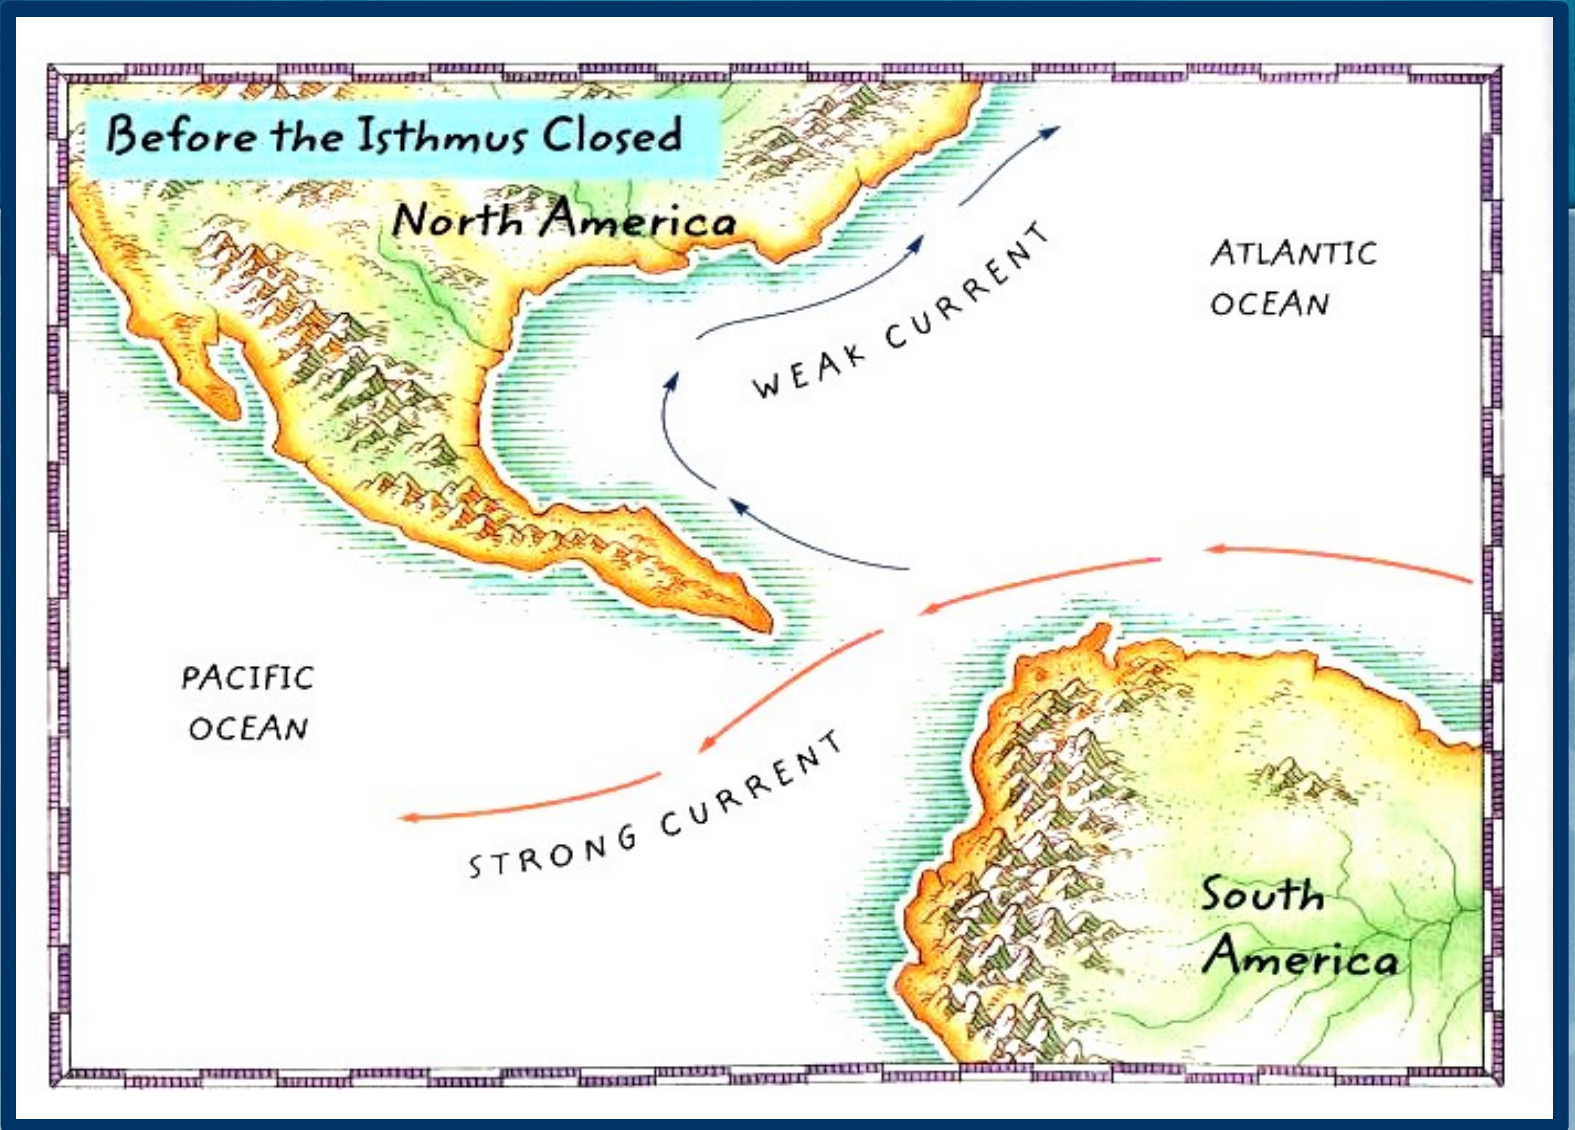 Before the Isthmus Closed
North America
WEAK CURRENT
ATLANTIC
OCEAN
PACIFIC
OCEAN
STRONG CURRENT
South
America